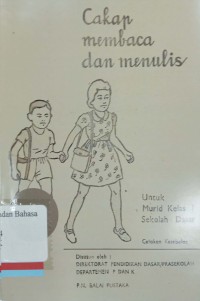 Cakap
membaca
dan menulis
Untuk
Murid Kelas
Sekolah Dasar
Cetakan
Disusun oleh :
DIREKTORAT PENDIDIKAN DASAR/PRASEKOLAH
DEPARTEMEN P DAN K
P.N. BALAI PUSTAKA
dan Bahasa